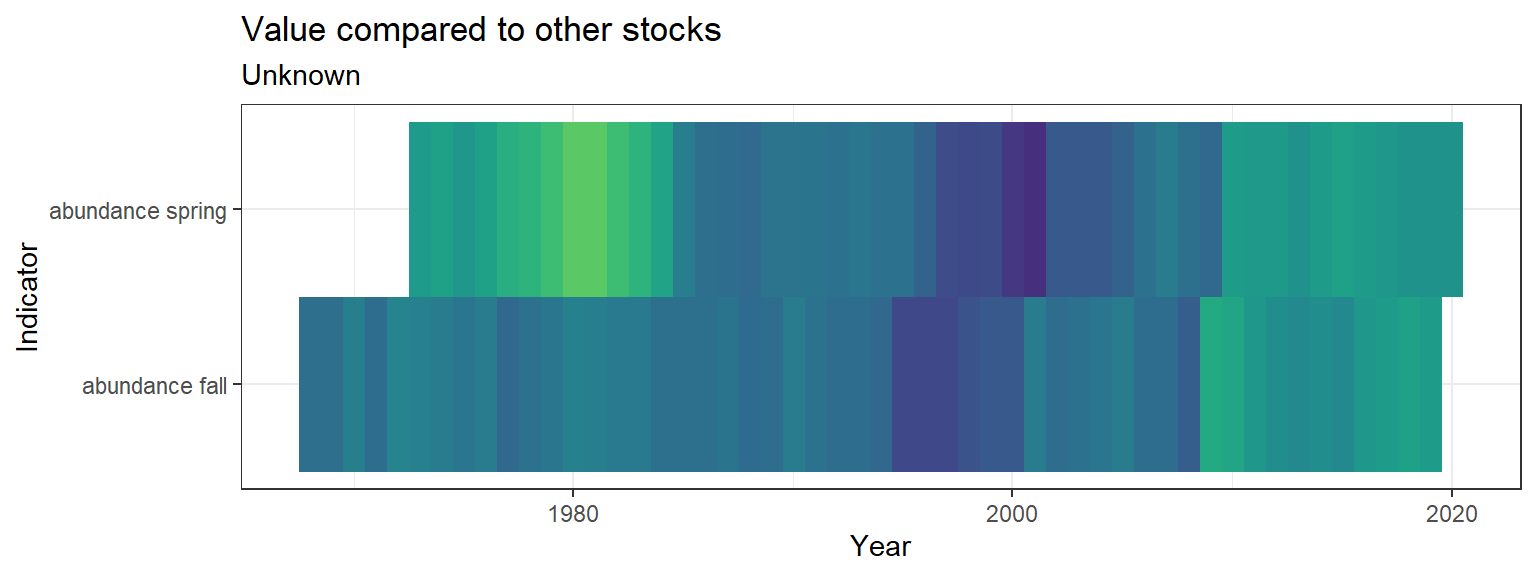 Value compared to other stocks
Unknown
Indicator
abundance spring
abundance fall
1980
2000
2020
Year